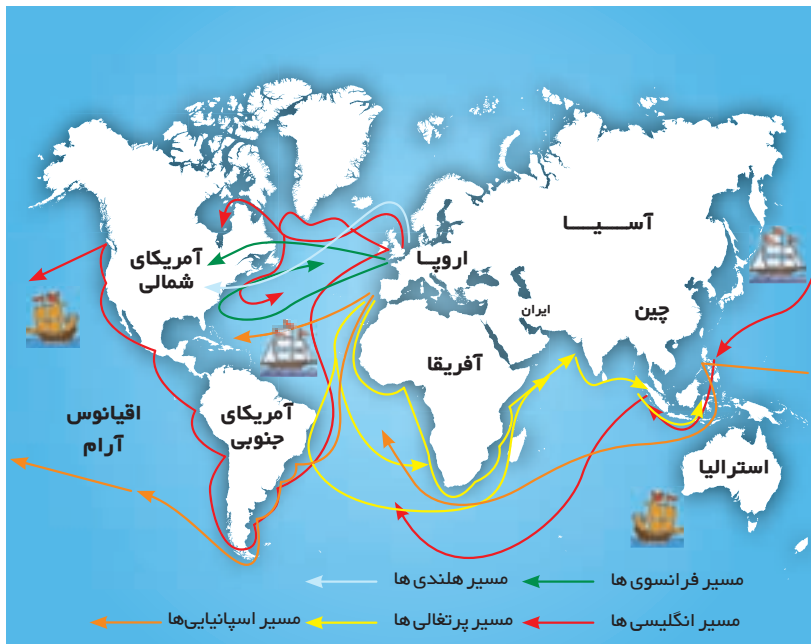 آسیا
آمریکای
شمالی
اروپا
ایران
چین
آفریقا
آمریکای
جنوبی
اقیانوس
آرام
استرالیا
مسیر فرانسوی ها
مسیر هلندی ها
مسیر انگلیسی ها
مسیر پرتغالی ها
مسیر اسپانیایی‌ها